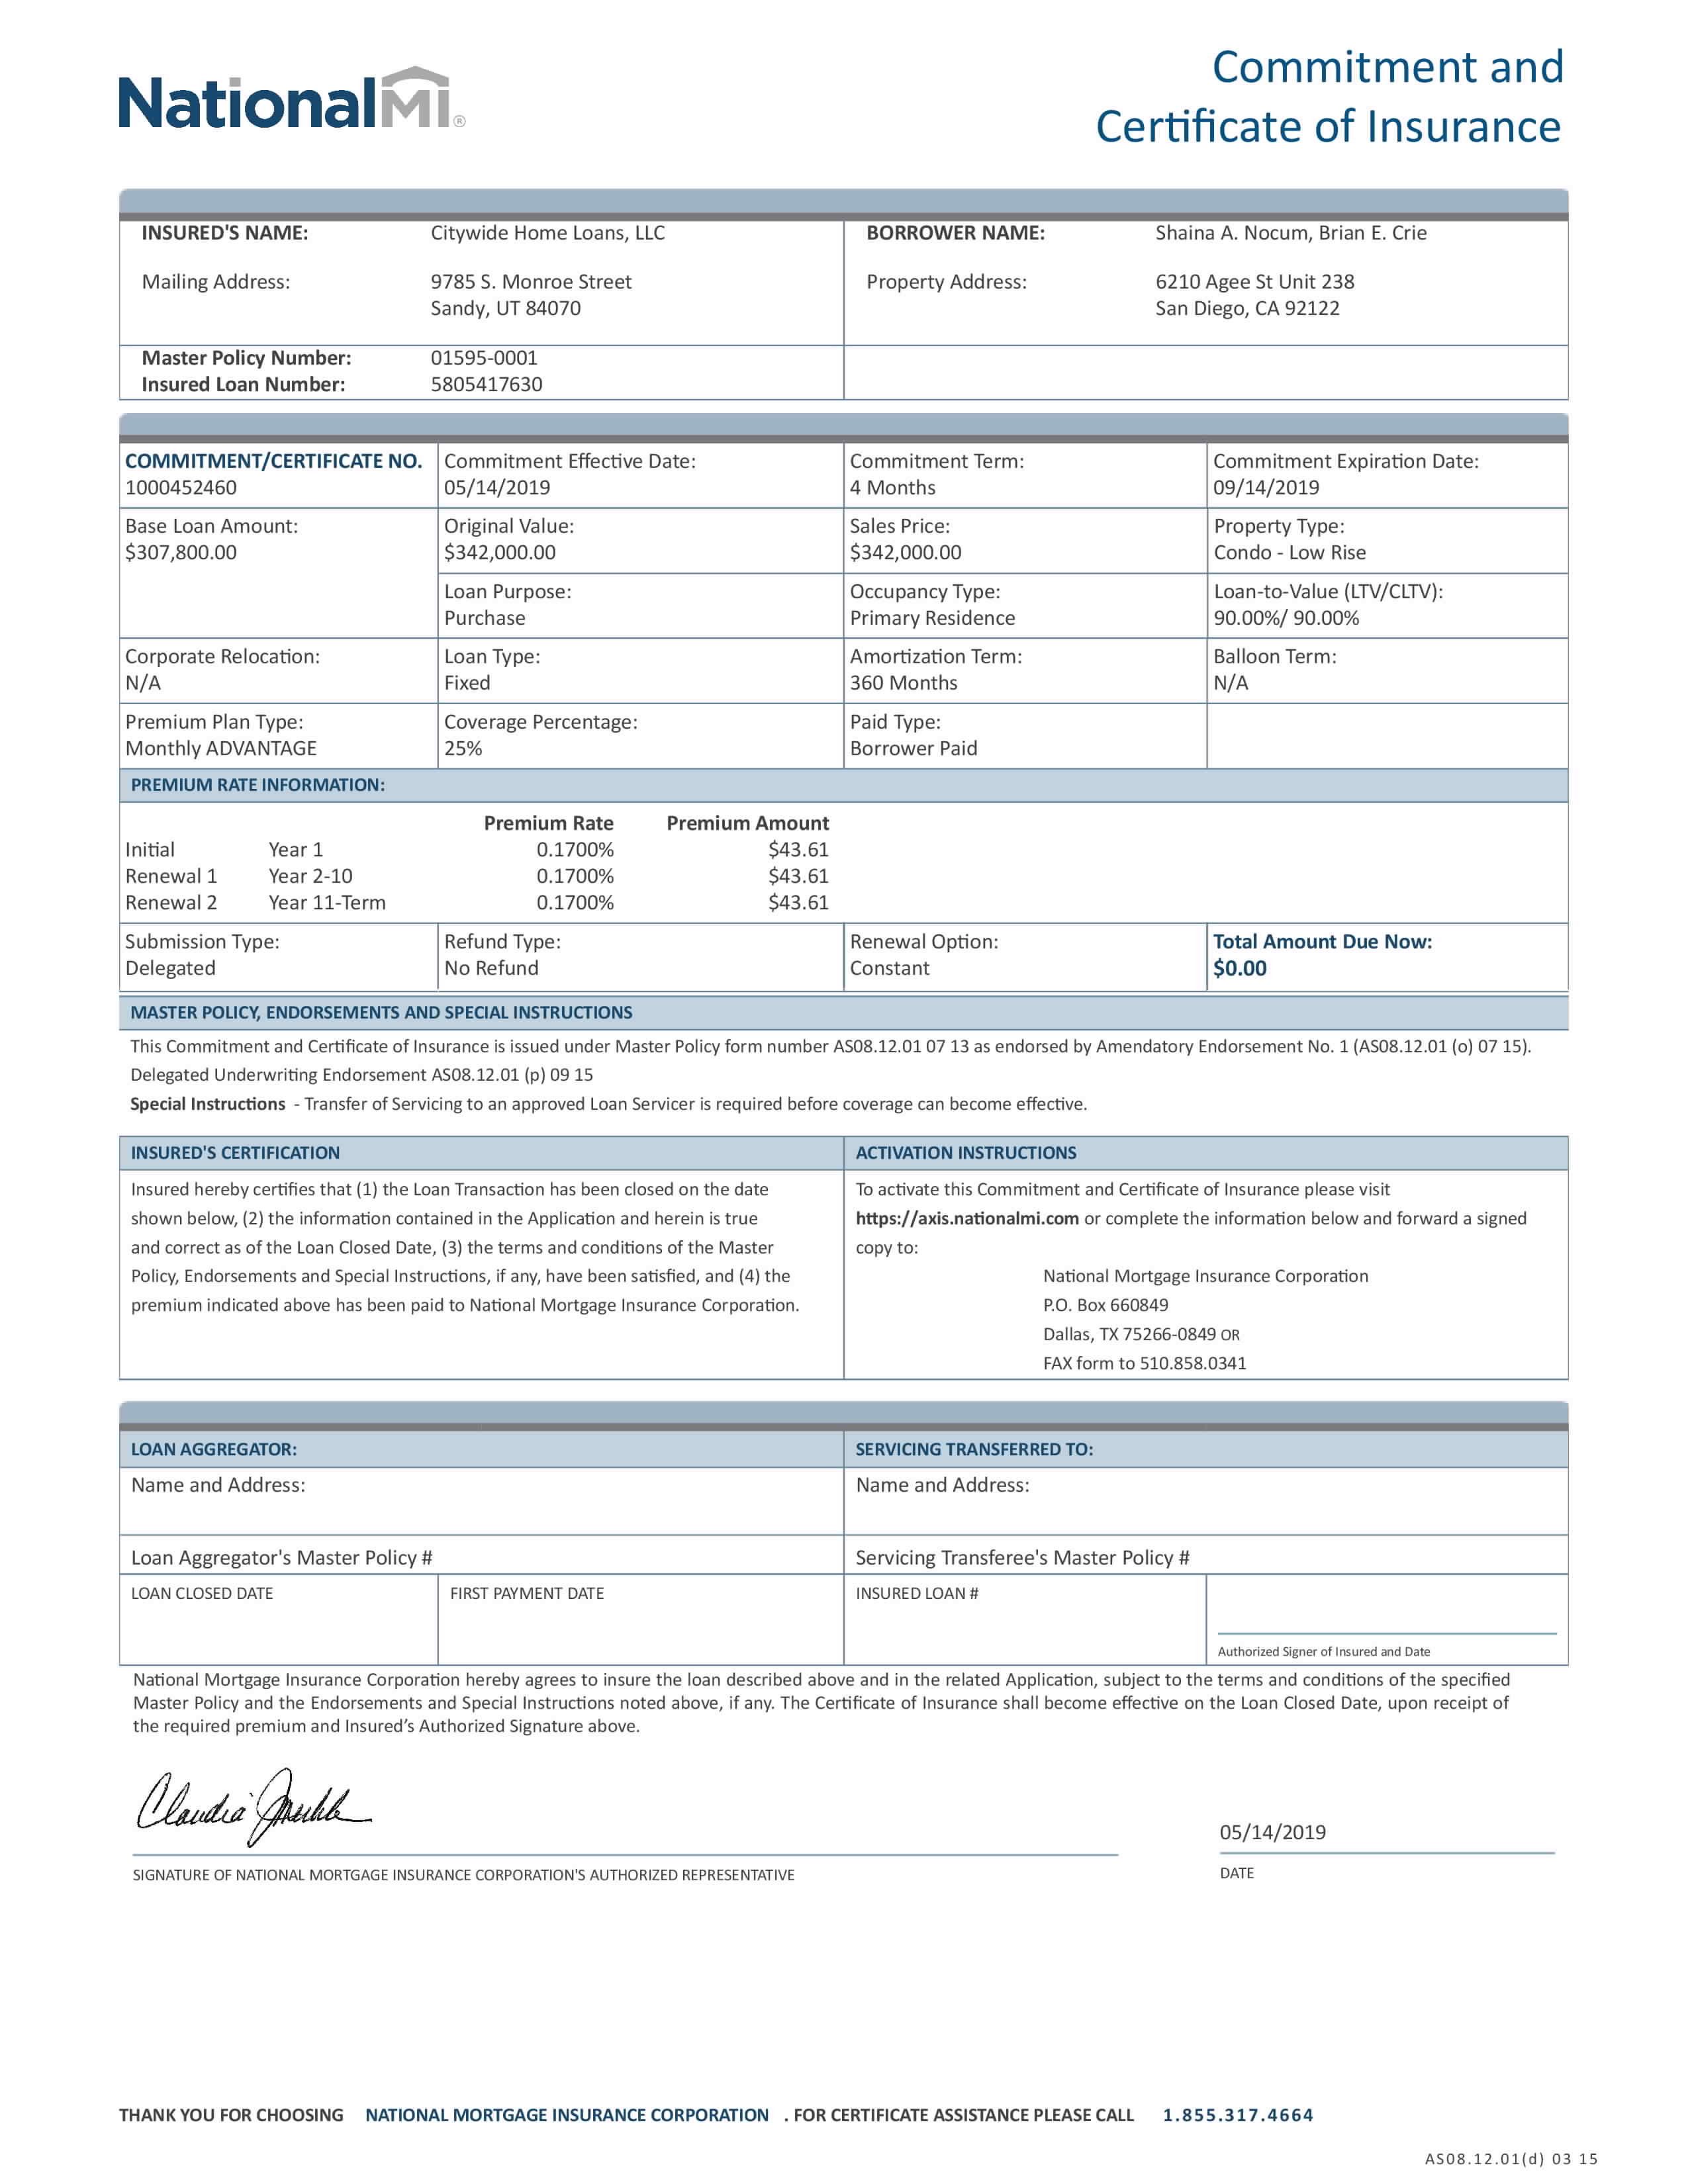 NationalMI®
Commitment and
Certificate of Insurance
INSURED'S NAME: Citywide Home Loans, LLC
Mailing Address: 9785 S. Monroe Street
Sandy, UT 84070
BORROWER NAME: Shaina A. Nocum, Brian E. Crie
Property Address: 6210 Agee St Unit 238
San Diego, CA 92122
Master Policy Number: 01595-0001
Insured Loan Number: 5805417630
COMMITMENT/CERTIFICATE NO. Commitment Effective Date: Commitment Term: Commitment Expiration Date:
1000452460 05/14/2019 4 Months 09/14/2019
Base Loan Amount: Original Value: Sales Price: Property Type:
$307,800.00 $342,000.00 $342,000.00 Condo - Low Rise
Loan Purpose: Occupancy Type: Loan-to-Value (LTV/CLTV):
Purchase Primary Residence 90.00%/ 90.00%
Corporate Relocation: Loan Type: Amortization Term: Balloon Term:
N/A Fixed 360 Months N/A
Premium Plan Type: Coverage Percentage: Paid Type:
Monthly ADVANTAGE 25% Borrower Paid
PREMIUM RATE INFORMATION:
Premium Rate Premium Amount
Initial Year 1 0.1700% $43.61
Renewal 1 Year 2-10 0.1700% $43.61
Renewal 2 Year 11-Term 0.1700% $43.61
Submission Type: Refund Type: Renewal Option: Total Amount Due Now:
Delegated No Refund Constant $0.00
MASTER POLICY, ENDORSEMENTS AND SPECIAL INSTRUCTIONS
This Commitment and Certificate of Insurance is issued under Master Policy form number AS08.12.01 07 13 as endorsed by Amendatory Endorsement No. 1 (AS08.12.01 (o) 07 15).
Delegated Underwriting Endorsement AS08.12.01 (p) 09 15
Special Instructions - Transfer of Servicing to an approved Loan Servicer is required before coverage can become effective.
INSURED'S CERTIFICATION
Insured hereby certifies that (1) the Loan Transaction has been closed on the date
shown below, (2) the information contained in the Application and herein is true
and correct as of the Loan Closed Date, (3) the terms and conditions of the Master
Policy, Endorsements and Special Instructions, if any, have been satisfied, and (4) the
premium indicated above has been paid to National Mortgage Insurance Corporation.
ACTIVATION INSTRUCTIONS
To activate this Commitment and Certificate of Insurance please visit
https://axis.nationalmi.com or complete the information below and forward a signed
copy to:
National Mortgage Insurance Corporation
P.O. Box 660849
Dallas, TX 75266-0849 OR
FAX form to 510.858.0341
LOAN AGGREGATOR: SERVICING TRANSFERRED TO:
Name and Address: Name and Address:
Loan Aggregator's Master Policy # Servicing Transferee's Master Policy #
LOAN CLOSED DATE FIRST PAYMENT DATE INSURED LOAN #
Authorized Signer of Insured and Date
National Mortgage Insurance Corporation hereby agrees to insure the loan described above and in the related Application, subject to the terms and conditions of the specified
Master Policy and the Endorsements and Special Instructions noted above, if any. The Certificate of Insurance shall become effective on the Loan Closed Date, upon receipt of
the required premium and Insured’s Authorized Signature above.
Claudia
05/14/2019
SIGNATURE OF NATIONAL MORTGAGE INSURANCE CORPORATION'S AUTHORIZED REPRESENTATIVE DATE
THANK YOU FOR CHOOSING NATIONAL MORTGAGE INSURANCE CORPORATION . FOR CERTIFICATE ASSISTANCE PLEASE CALL 1.855.317.4664
AS08.12.01(d) 03 15